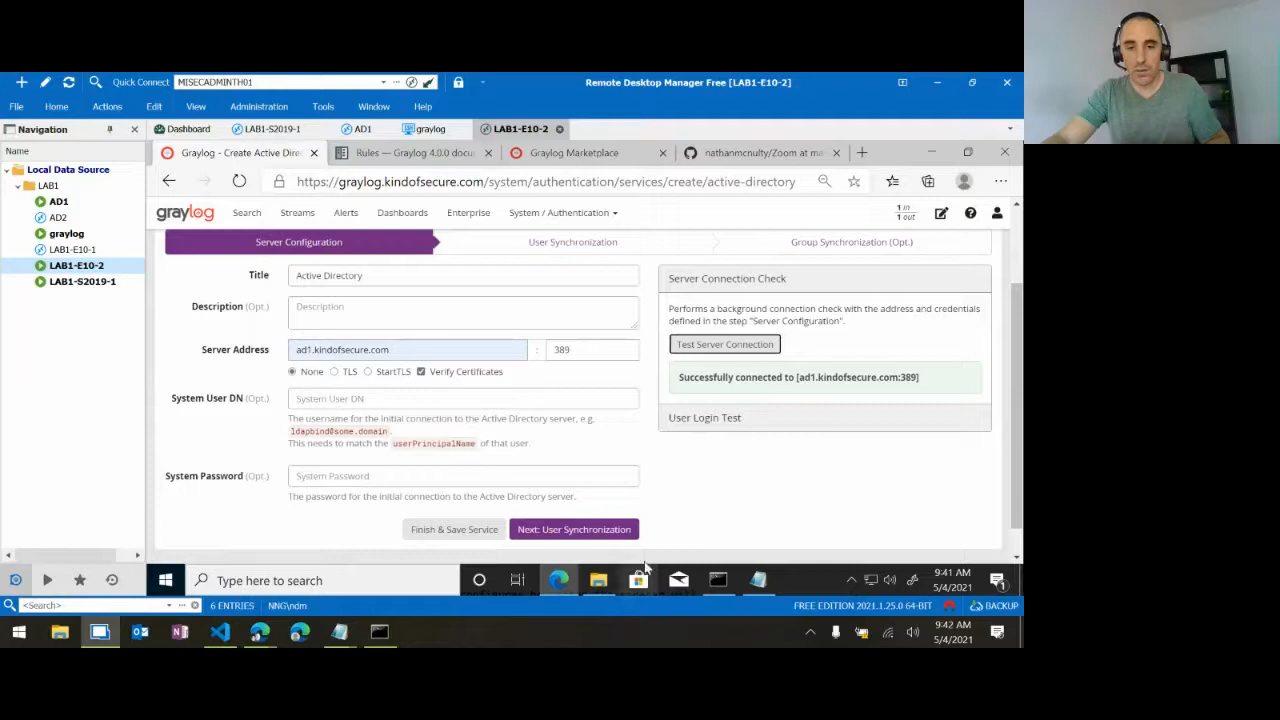 Quick Connect MISECADMINTH01 Remote Desktop Manager Free [LAB1-E10-2]
File Home Actions Edit View Administration Tools Window Help
Navigation Dashboard LAB1-S2019-1 AD1 graylog LAB1-E10-2
Name
Local Data Source
LAB1
AD1
AD2
graylog
LAB1-E10-1
LAB1-E10-2
LAB1-S2019-1
Graylog - Create Active Dire Rules — Graylog 4.0.0 docu Graylog Marketplace nathanmcnulty/Zoom at ma
https://graylog.kindofsecure.com/system/authentication/services/create/active-directory
graylog Search Streams Alerts Dashboards Enterprise System / Authentication 1 in
1 out
Server Configuration User Synchronization Group Synchronization (Opt.)
Title Active Directory
Description (Opt.) Description
Server Address ad1.kindofsecure.com : 389
None TLS StartTLS Verify Certificates
System User DN (Opt.) System User DN
The username for the initial connection to the Active Directory server, e.g.
ldapbind@some.domain.
This needs to match the userPrincipalName of that user.
System Password (Opt.) System Password
The password for the initial connection to the Active Directory server.
Finish & Save Service Next: User Synchronization
Server Connection Check
Performs a background connection check with the address and credentials
defined in the step "Server Configuration".
Test Server Connection
Successfully connected to [ad1.kindofsecure.com:389]
User Login Test
Type here to search 9:41 AM
5/4/2021 1
<Search> 6 ENTRIES NNG\ndm FREE EDITION 2021.1.25.0 64-BIT BACKUP
9:42 AM
5/4/2021